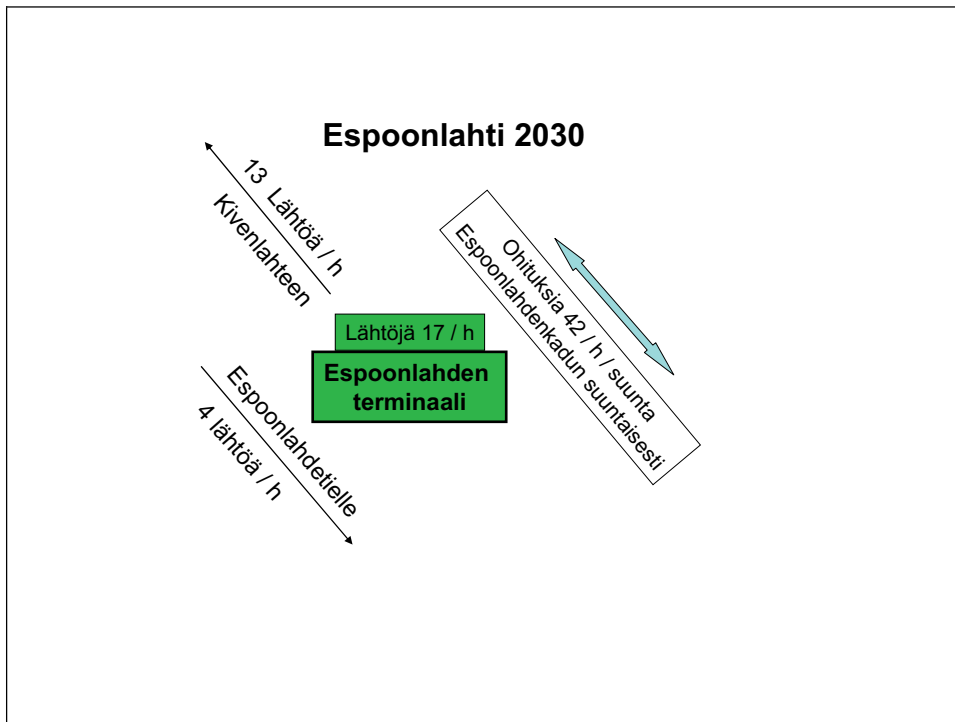 Espoonlahti 2030
13 Lähtöä / h
Kivenlahteen
Ohituksia 42 / h / suunta
Espoonlahdenkadun suuntaisesti
Lähtöjä 17 / h
Espoonlahden
terminaali
Espoonlahdetielle
4 lähtöä / h